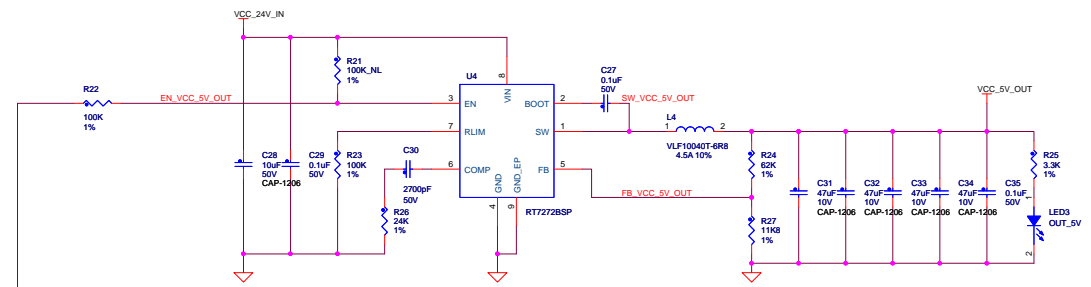 VCC_24V_IN
R21
100K_NL
1%
U4
8
VIN
C27
0.1uF
50V
R22
100K
1%
EN_VCC_5V_OUT
3
EN
BOOT
2
SW_VCC_5V_OUT
VCC_5V_OUT
7
RLIM
SW
1
L4
1
2
VLF10040T-6R8
4.5A 10%
C28
10uF
50V
CAP-1206
C29
0.1uF
50V
R23
100K
1%
C30
2700pF
50V
6
COMP
FB
5
R24
62K
1%
R25
3.3K
1%
GND
GND_EP
4
9
RT7272BSP
FB_VCC_5V_OUT
R26
24K
1%
R27
11K8
1%
C31
47uF
10V
CAP-1206
C32
47uF
10V
CAP-1206
C33
47uF
10V
CAP-1206
C34
47uF
10V
CAP-1206
C35
0.1uF
50V
1
LED3
OUT_5V
2